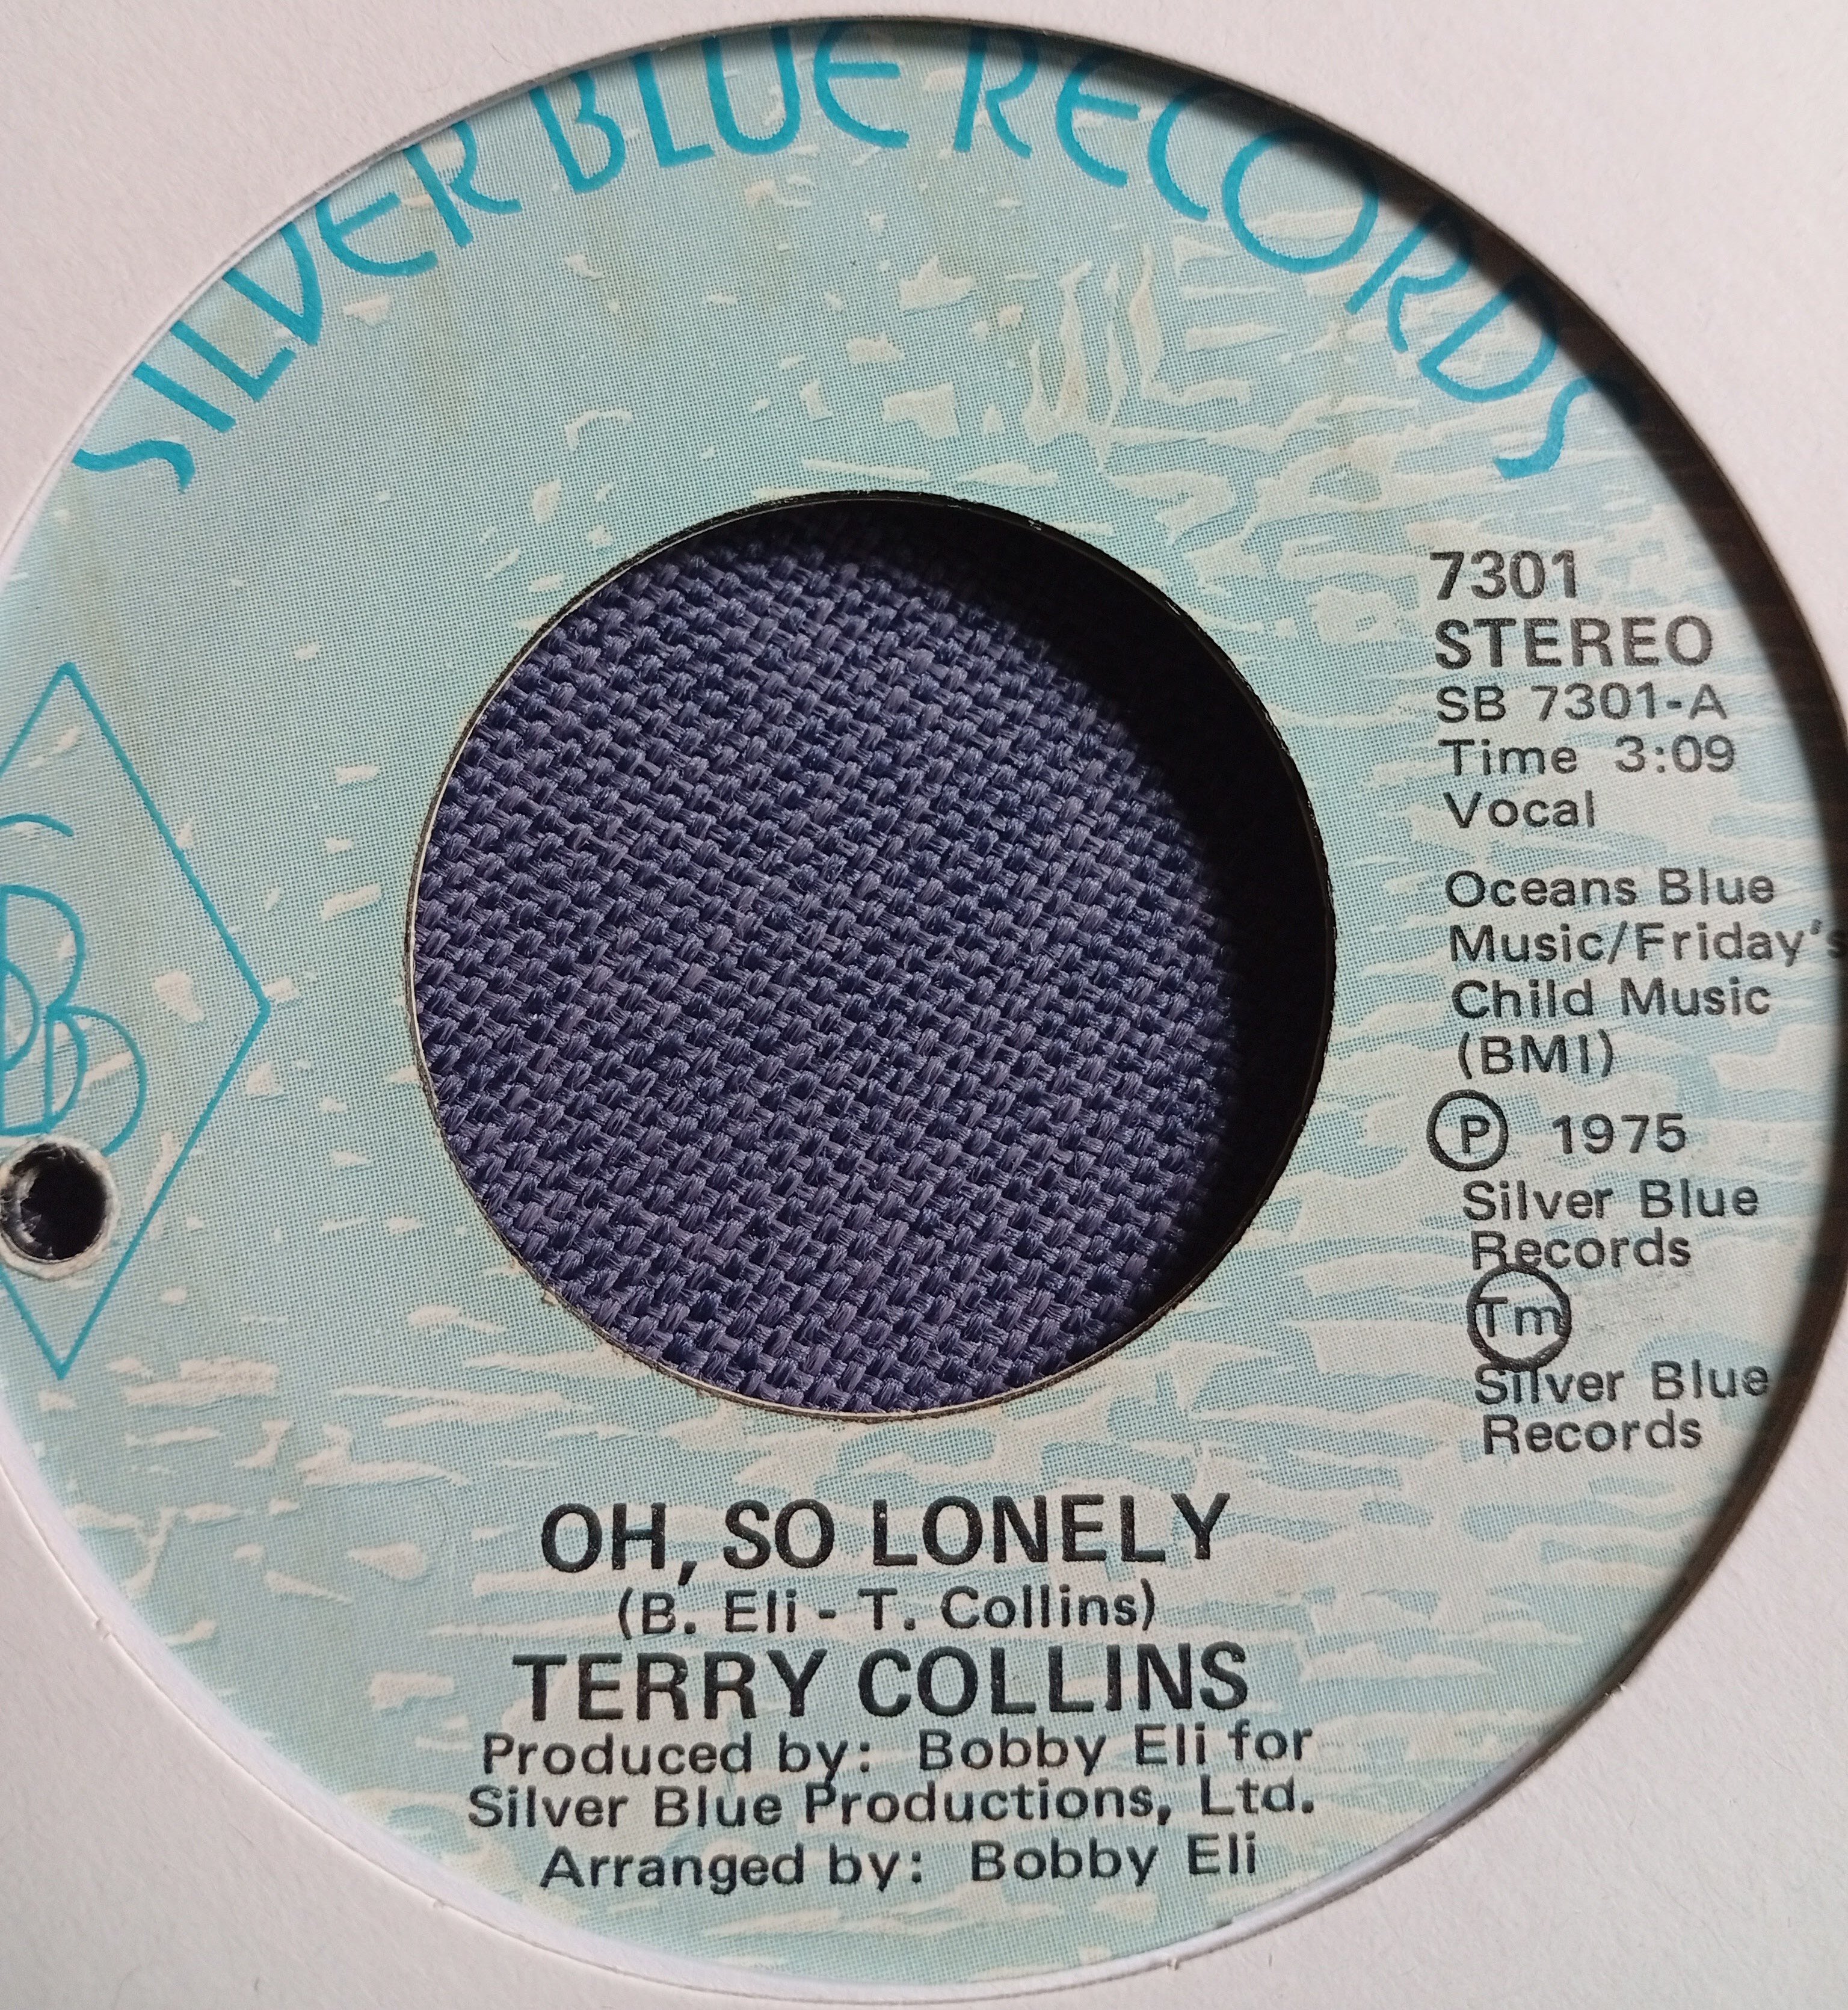 SILVER BLUE RECORDS
7301
STEREO
SB 7301-A
Time 3:09
Vocal
Oceans Blue
Music/Friday's
Child Music
(BMI)
Ⓟ 1975
Silver Blue
Records
Tm
Silver Blue
Records
OH, SO LONELY
(B. Eli - T. Collins)
TERRY COLLINS
Produced by: Bobby Eli for
Silver Blue Productions, Ltd.
Arranged by: Bobby Eli